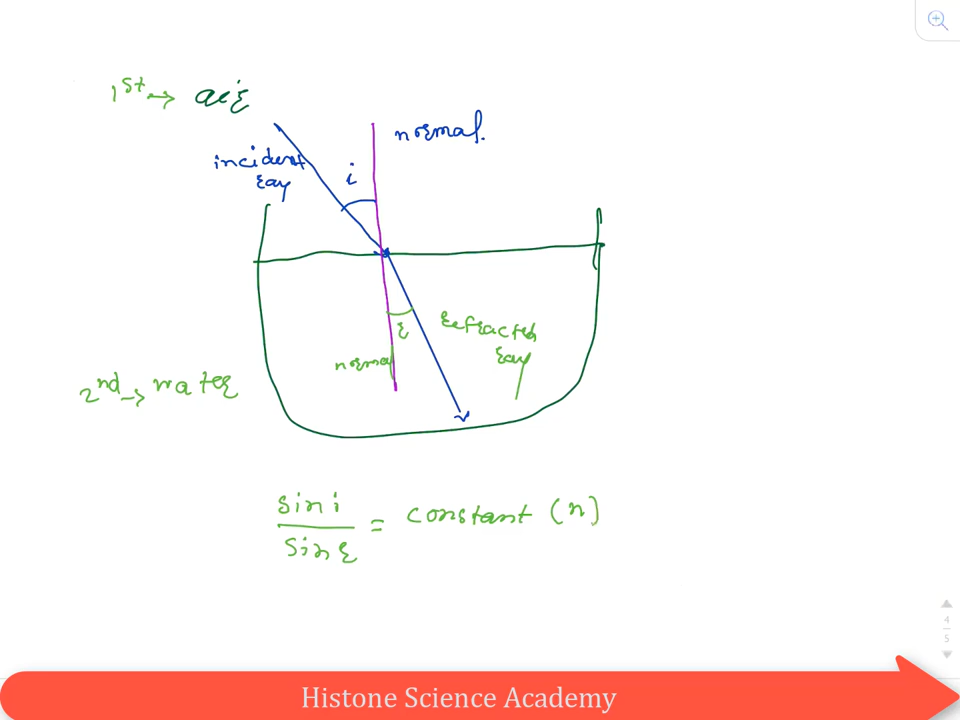 1st → air
normal.
incident
ray
i
r
refracted
ray
normal
2nd → water
sin i
sin r
= constant (n)
4
5
Histone Science Academy